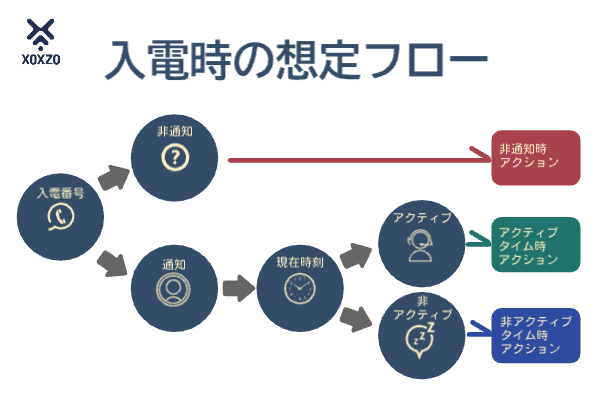 XOXZO
入電時の想定フロー
非通知
?
非通知時
アクション
入電番号
アクティブ
アクティブ
タイム時
アクション
通知
現在時刻
非
アクティブ
zZZ
非アクティブ
タイム時
アクション